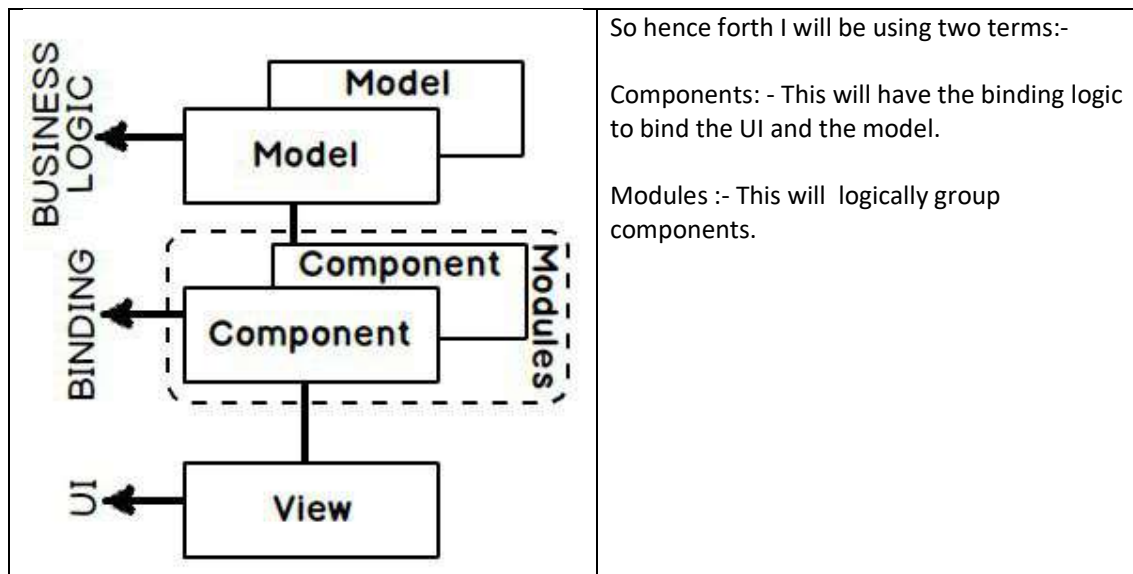 BUSINESS
LOGIC
Model
Model
BINDING
Component
Component
Modules
UI
View
So hence forth I will be using two terms:-
Components: - This will have the binding logic
to bind the UI and the model.
Modules :- This will  logically group
components.